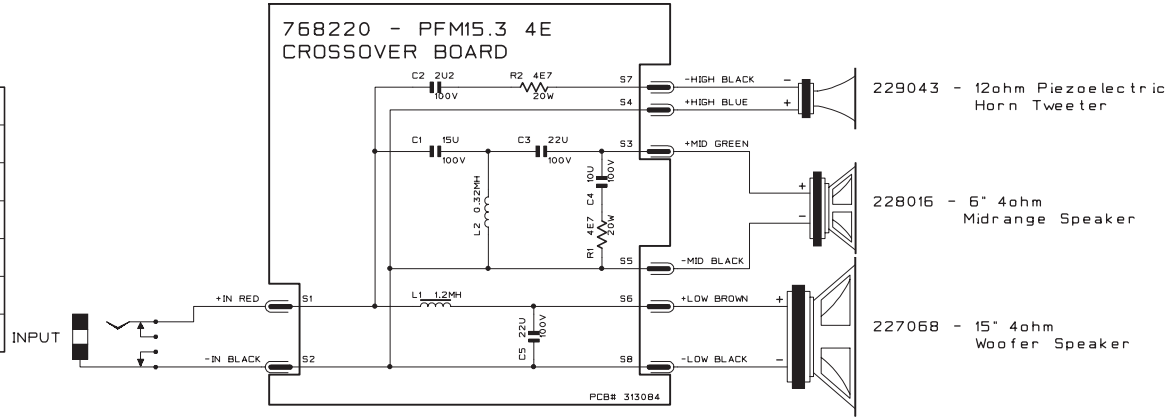 768220 - PFM15.3 4E
CROSSOVER BOARD
C2 2U2
100V
R2 4E7
20W
S7
-HIGH BLACK
-
S4
+HIGH BLUE
+
229043 - 12ohm Piezoelectric
Horn Tweeter
C1 15U
100V
C3 22U
100V
S3
+MID GREEN
L2 0.32MH
C4 10U
100V
R1 4E7
20W
+
-
228016 - 6" 4ohm
Midrange Speaker
S5
-MID BLACK
+IN RED
S1
L1 1.2MH
S6
+LOW BROWN
+
INPUT
C5 22U
100V
227068 - 15" 4ohm
Woofer Speaker
-IN BLACK
S2
S8
-LOW BLACK
-
PCB# 313084